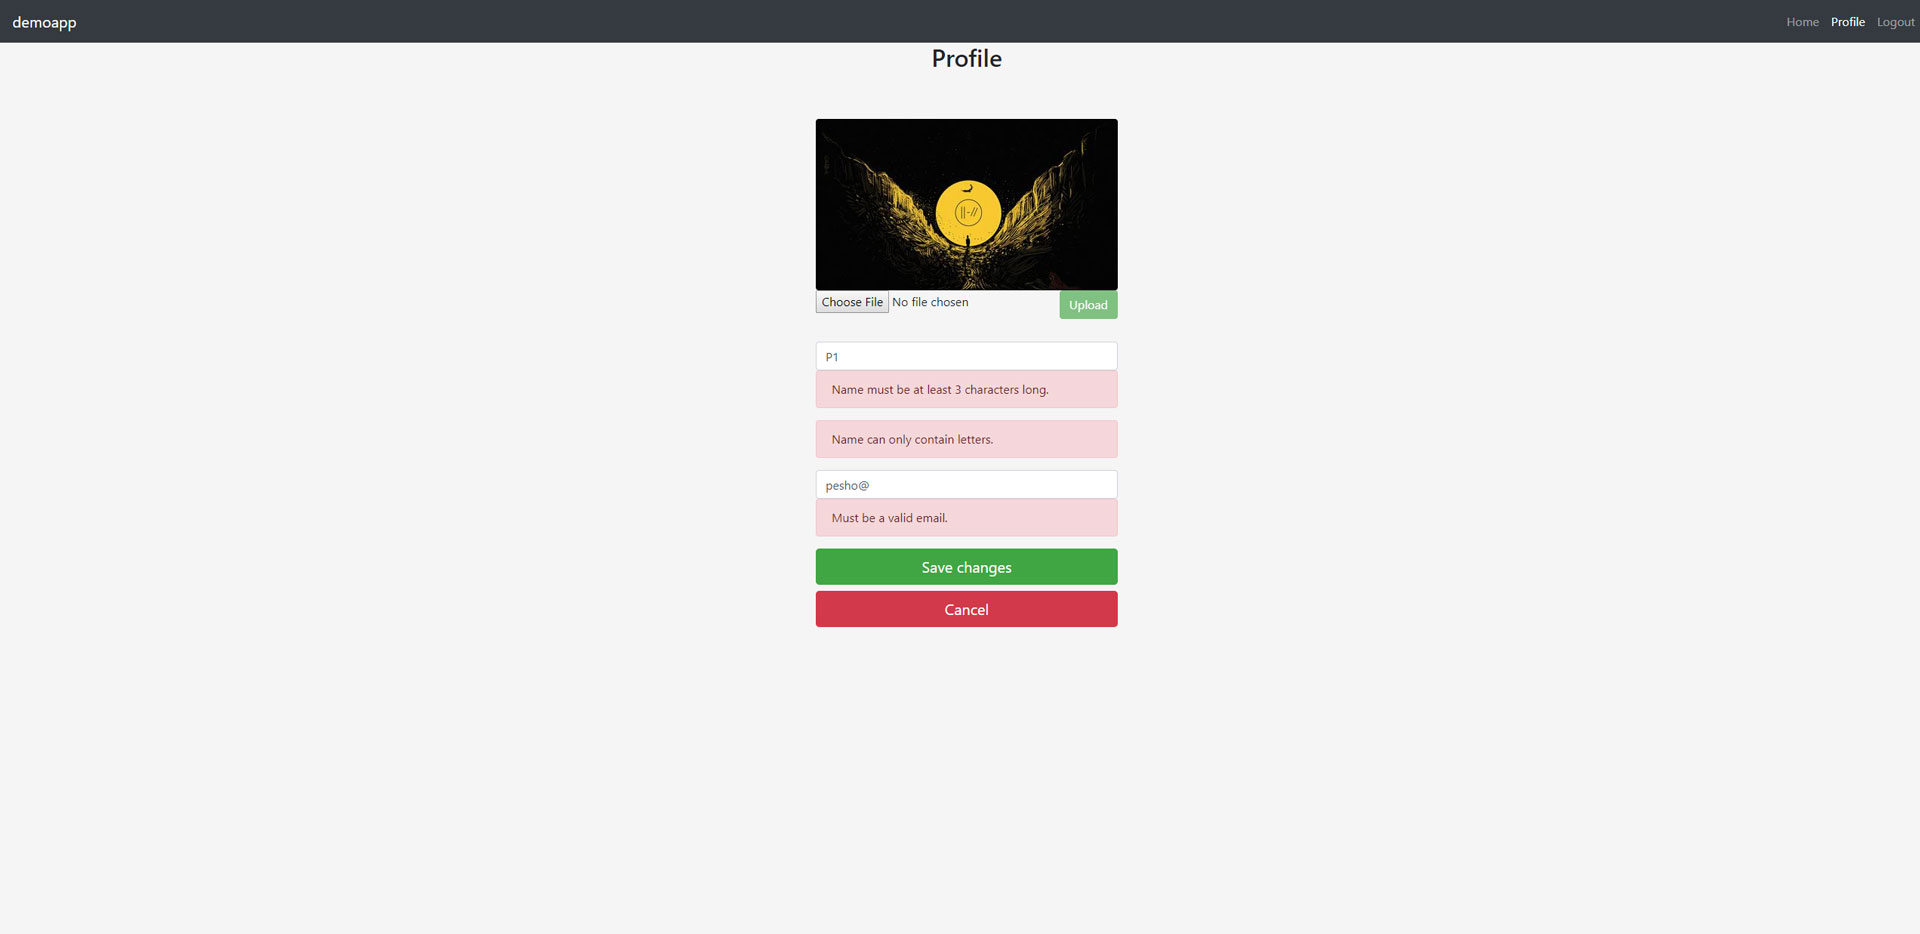 demoapp
Home Profile Logout
Profile
||-//
Choose File No file chosen
Upload
P1
Name must be at least 3 characters long.
Name can only contain letters.
pesho@
Must be a valid email.
Save changes
Cancel